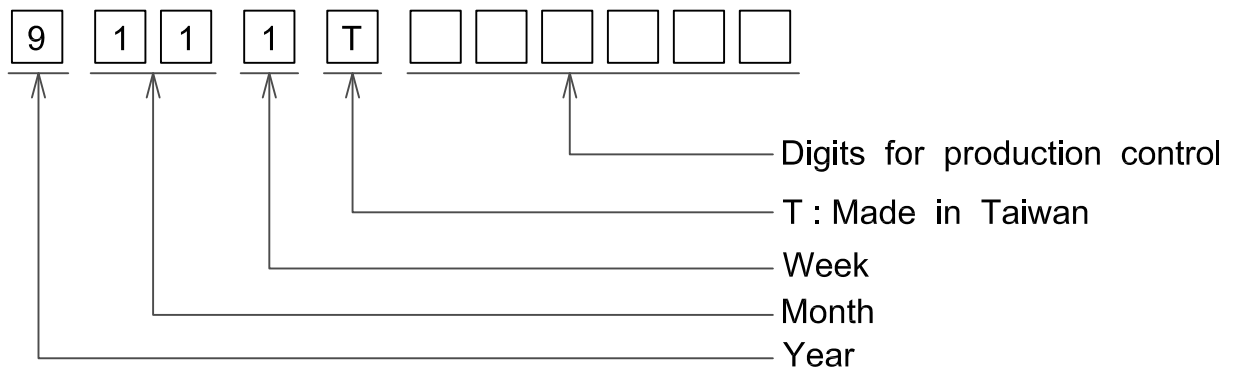 9 1 1 1 T
Digits for production control
T : Made in Taiwan
Week
Month
Year